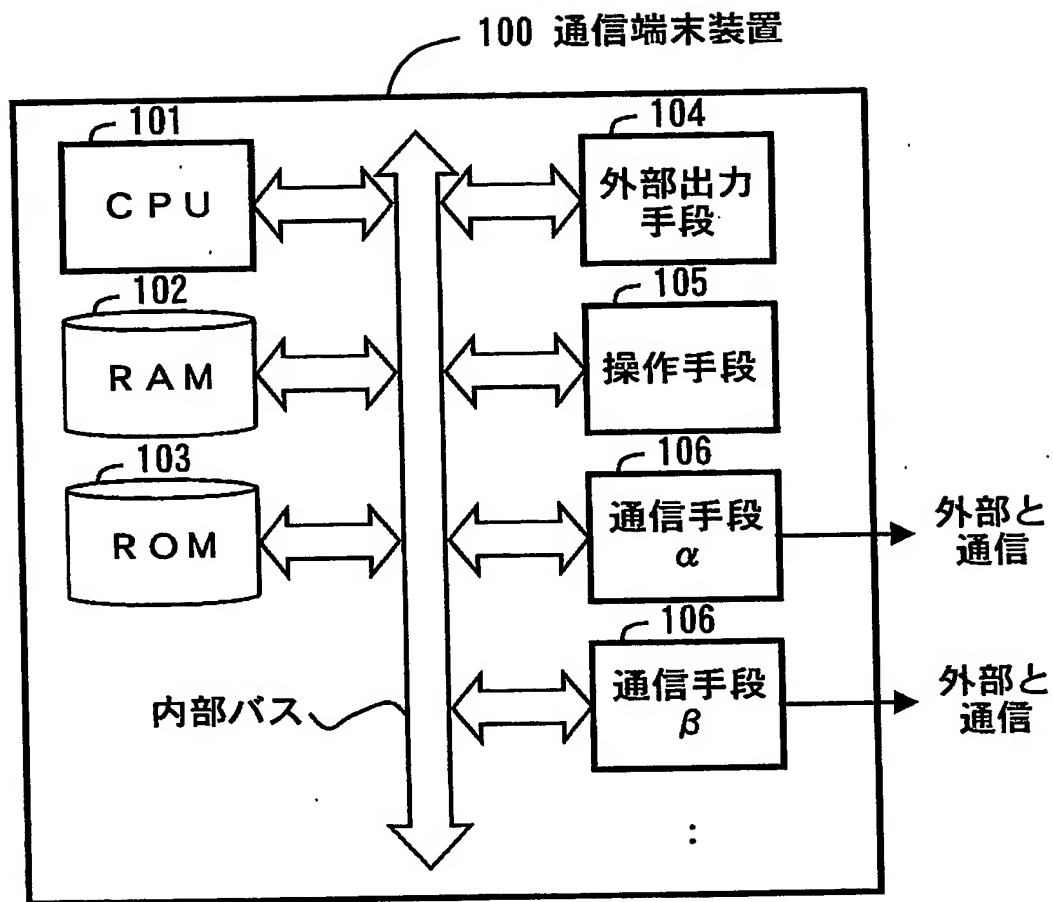 100 通信端末装置
101
CPU
102
RAM
103
ROM
内部バス
104
外部出力
手段
105
操作手段
106
通信手段
α
外部と
通信
106
通信手段
β
外部と
通信
: